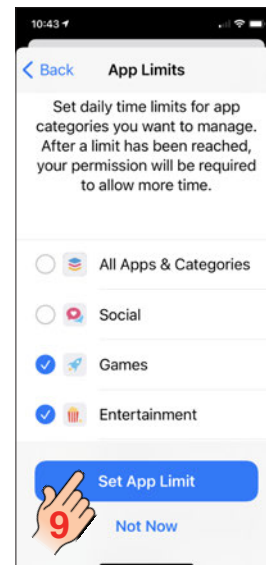 10:43
Back App Limits
Set daily time limits for app
categories you want to manage.
After a limit has been reached,
your permission will be required
to allow more time.
All Apps & Categories
Social
Games
Entertainment
Set App Limit
9
Not Now